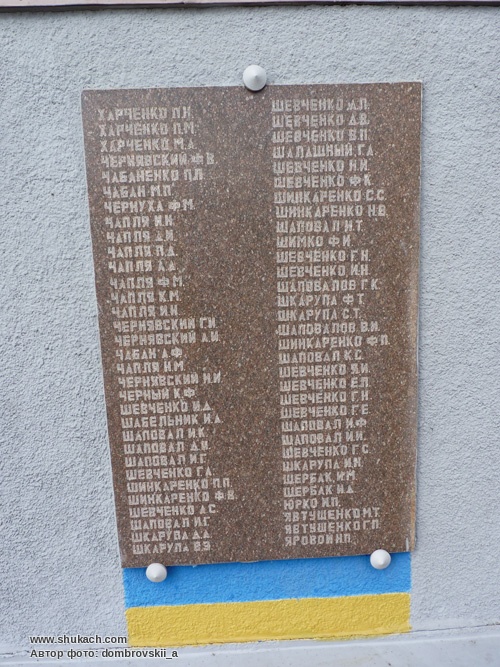 ХАРЧЕНКО П.Н.
ХАРЧЕНКО П.М.
ХАРЧЕНКО М.А.
ЧЕРНЯВСКИЙ Ф.В.
ЧАБАНЕНКО П.Л.
ЧАБАН М.П.
ЧЕРНУХА Ф.М.
ЧАПЛЯ И.Н.
ЧАПЛЯ Д.И.
ЧАПЛЯ П.Д.
ЧАПЛЯ
ЧАПЛЯ Ф.М.
ЧАПЛЯ К.М.
ЧАПЛЯ И.Н.
ЧЕРНЯВСКИЙ Г.Н.
ЧЕРНЯВСКИЙ Д.И.
ЧАБАН А.Ф.
ЧАПЛЯ Н.М.
ЧЕРНЯВСКИЙ Н.И.
ЧЕРНЫЙ К.Ф.
ШЕВЧЕНКО И.Д.
ШАБЕЛЬНИК И.А.
ШАПОВАЛ И.К.
ШАПОВАЛ Д.И.
ШАПОВАЛ И.Г.
ШЕВЧЕНКО Г.А.
ШИНКАРЕНКО П.П.
ШИНКАРЕНКО Ф.В.
ШЕВЧЕНКО А.С.
ШАПОВАЛ И.Г.
ШКАРУПА Д.Д.
ШКАРУПА В.Э.
ШЕВЧЕНКО Д.П.
ШЕВЧЕНКО Д.В.
ШЕВЧЕНКО В.П.
ШАЛАШНЫЙ Г.А.
ШЕВЧЕНКО Н.И.
ШЕВЧЕНКО Ф.К.
ШИНКАРЕНКО С.С.
ШИНКАРЕНКО Н.В.
ШАПОВАЛ И.Т.
ШИМКО Ф.И.
ШЕВЧЕНКО Г.Н.
ШЕВЧЕНКО И.Н.
ШАПОВАЛОВ Г.К.
ШКАРУПА Ф.Т.
ШКАРУПА С.Т.
ШАПОВАЛОВ В.И.
ШИНКАРЕНКО Ф.П.
ШАПОВАЛ К.С.
ШЕВЧЕНКО Я.И.
ШЕВЧЕНКО Е.П.
ШЕВЧЕНКО Г.Н.
ШЕВЧЕНКО Г.Е.
ШАПОВАЛ Н.Ф.
ШАПОВАЛ И.И.
ШЕВЧЕНКО Г.С.
ШКАРУПА И.Н.
ШЕРБАК И.М.
ШЕРБАК И.Д.
ЮРКО И.П.
ЯВТУШЕНКО М.Т.
ЯВТУШЕНКО Г.П.
ЯРОВОЙ Н.П.
www.shukach.com
Автор фото: dombrovskii_a